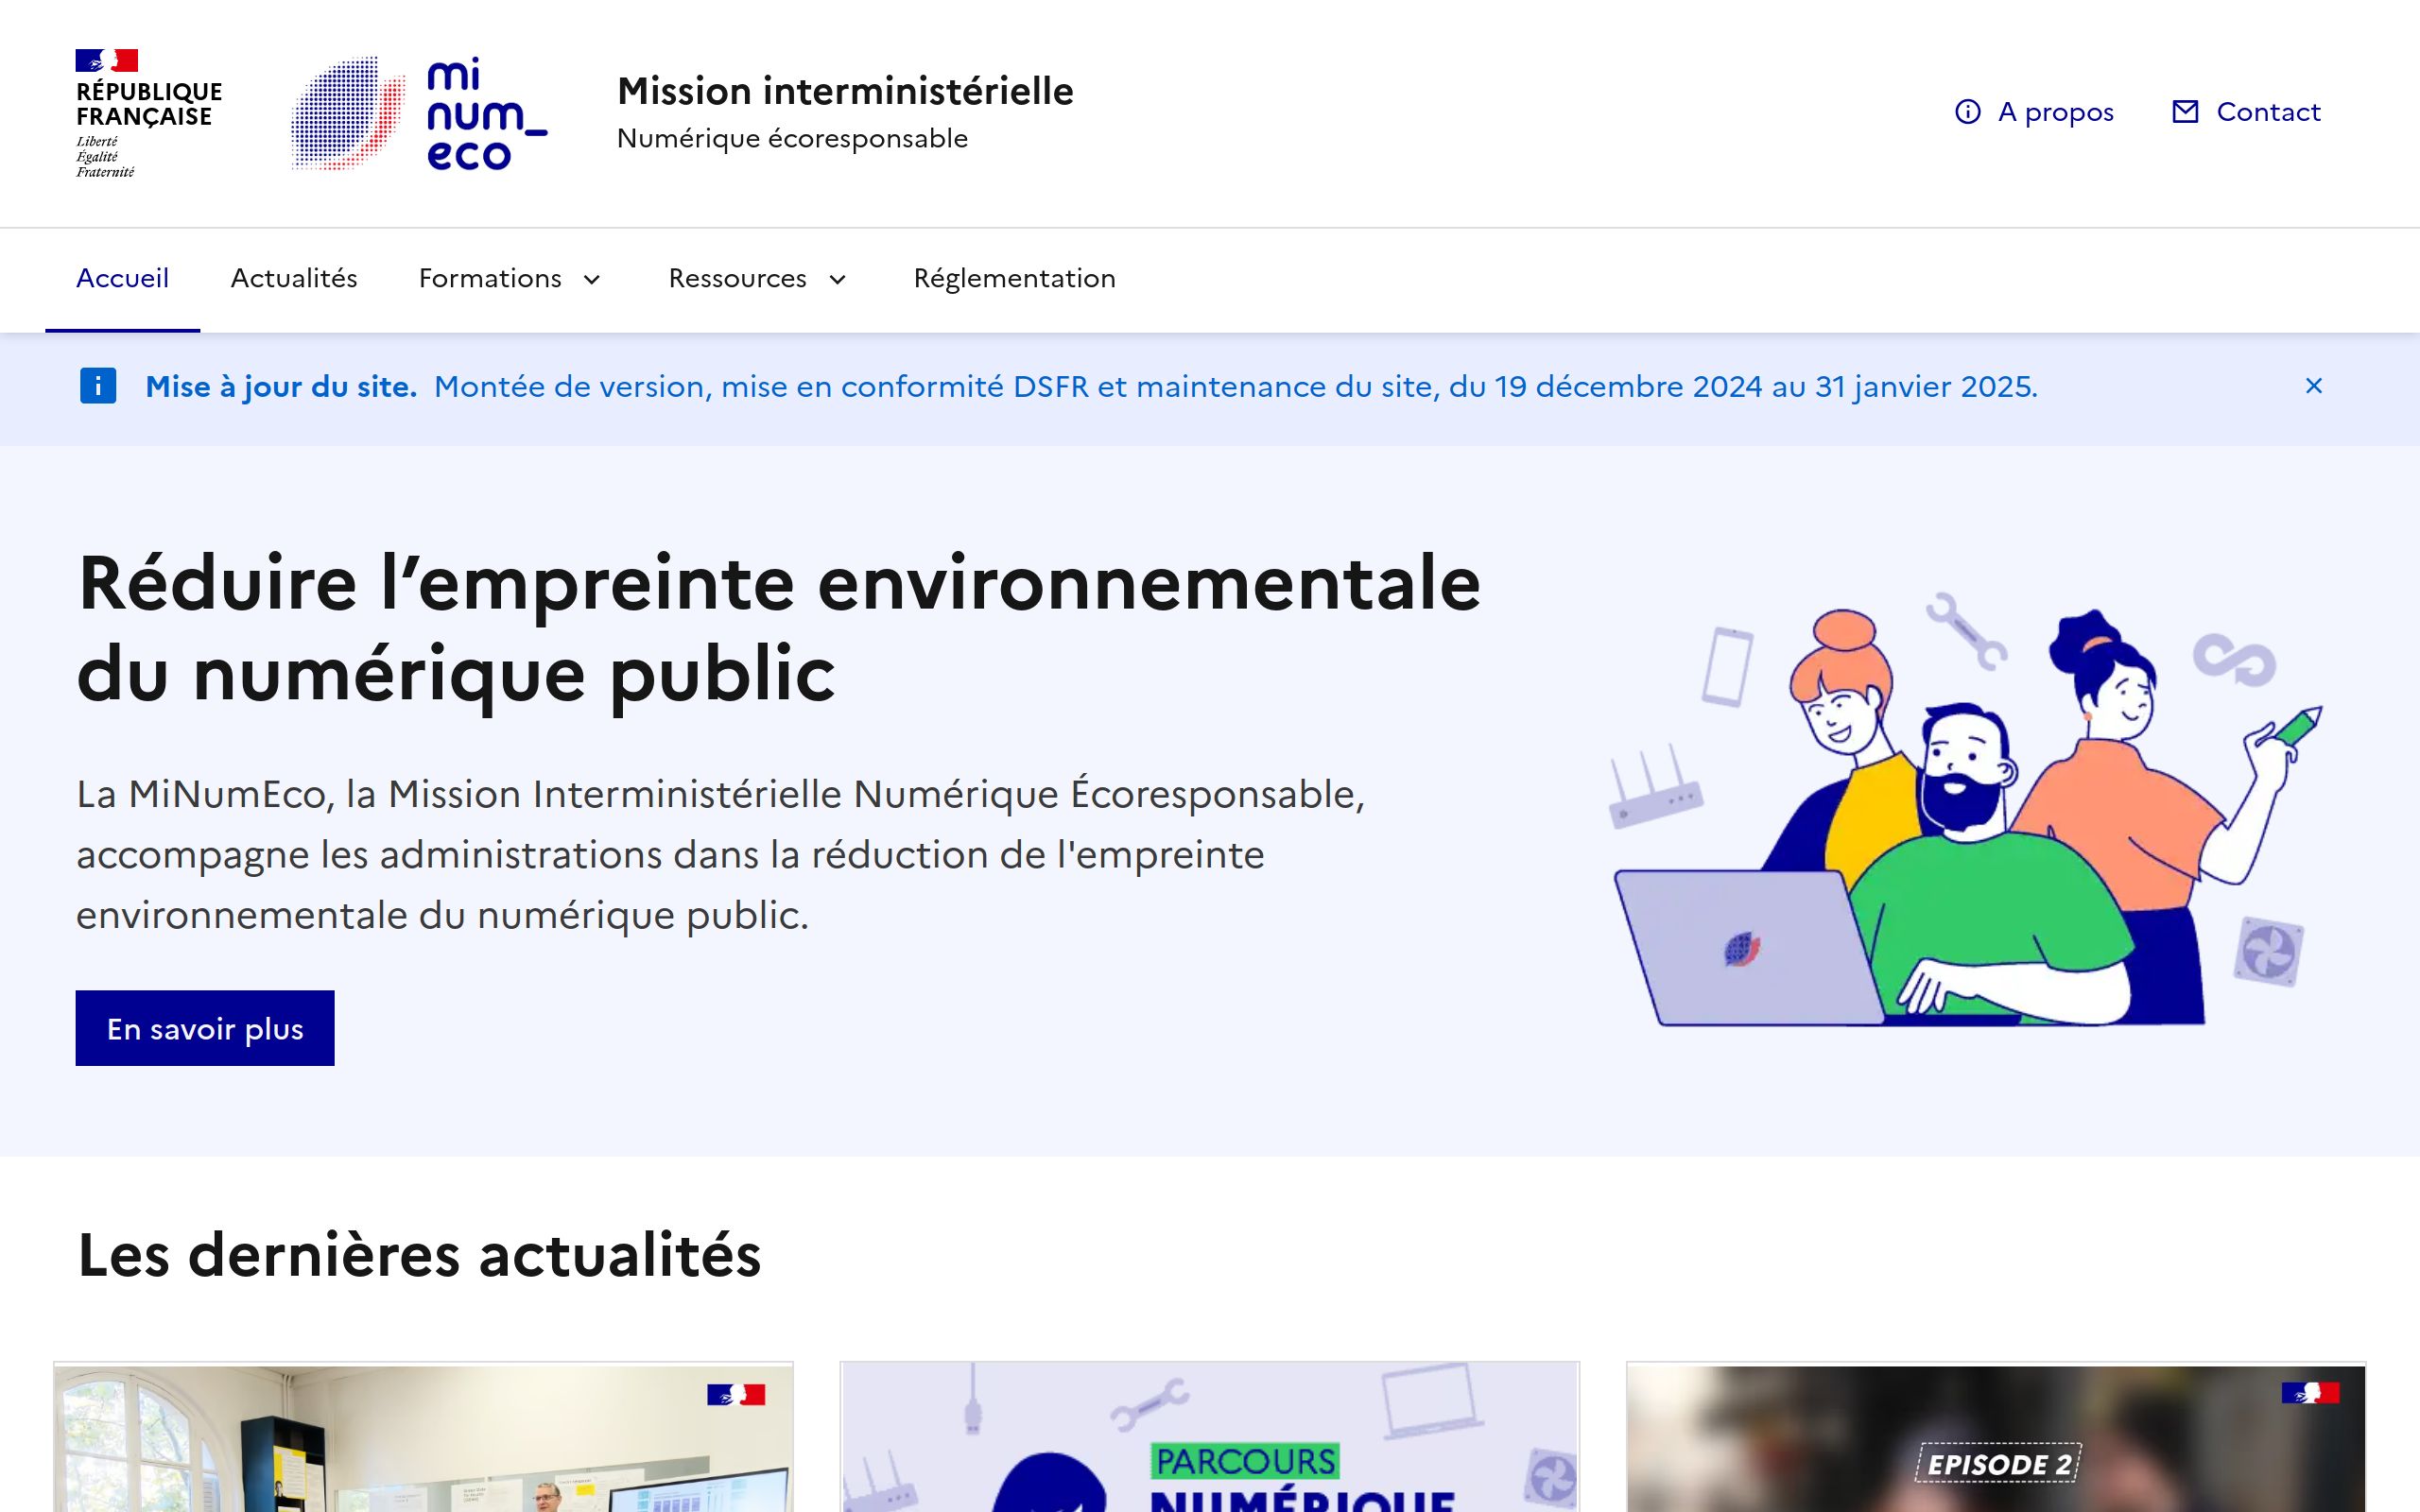 RÉPUBLIQUE
FRANÇAISE
Liberté
Égalité
Fraternité
mi
num_
eco
Mission interministérielle
Numérique écoresponsable
A propos
Contact
Accueil
Actualités
Formations
Ressources
Réglementation
Mise à jour du site. Montée de version, mise en conformité DSFR et maintenance du site, du 19 décembre 2024 au 31 janvier 2025.
Réduire l’empreinte environnementale
du numérique public
La MiNumEco, la Mission Interministérielle Numérique Écoresponsable,
accompagne les administrations dans la réduction de l'empreinte
environnementale du numérique public.
En savoir plus
Les dernières actualités
PARCOURS
NUMÉRIQUE
EPISODE 2